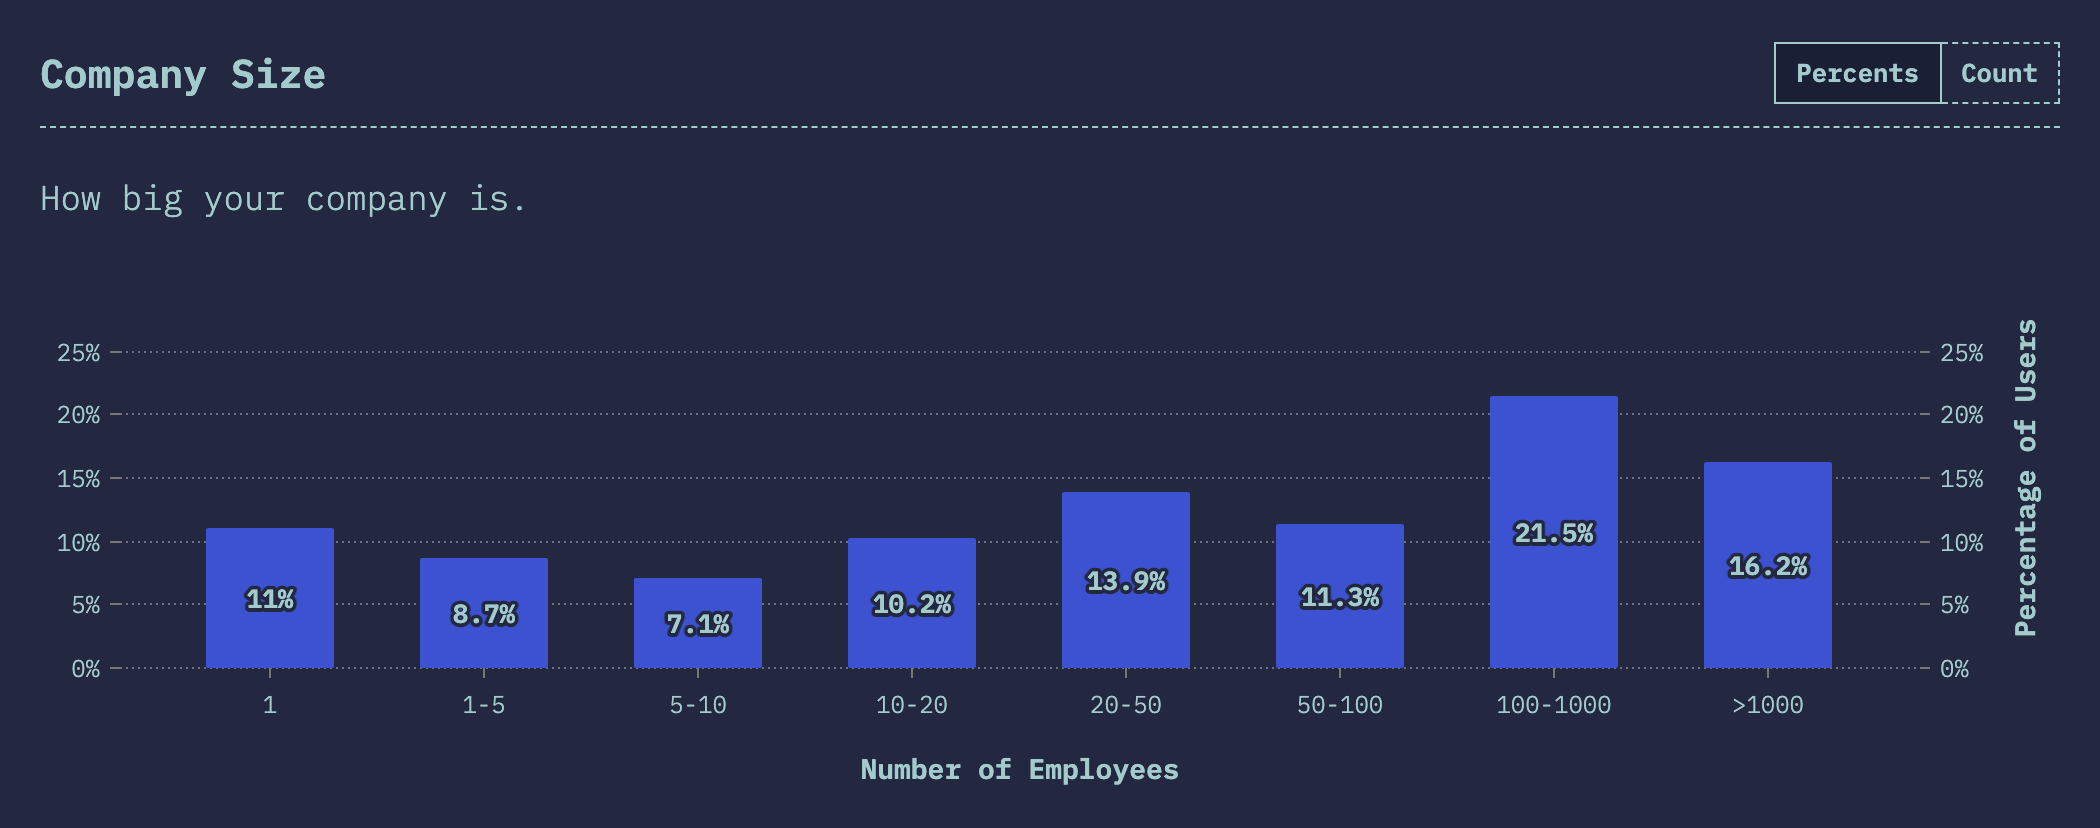 Company Size
Percents Count
How big your company is.
25% 25%
20% 20%
15% 15%
10% 10%
5% 5%
0% 0%
11% 8.7% 7.1% 10.2% 13.9% 11.3% 21.5% 16.2%
1 1-5 5-10 10-20 20-50 50-100 100-1000 >1000
Number of Employees
Percentage of Users